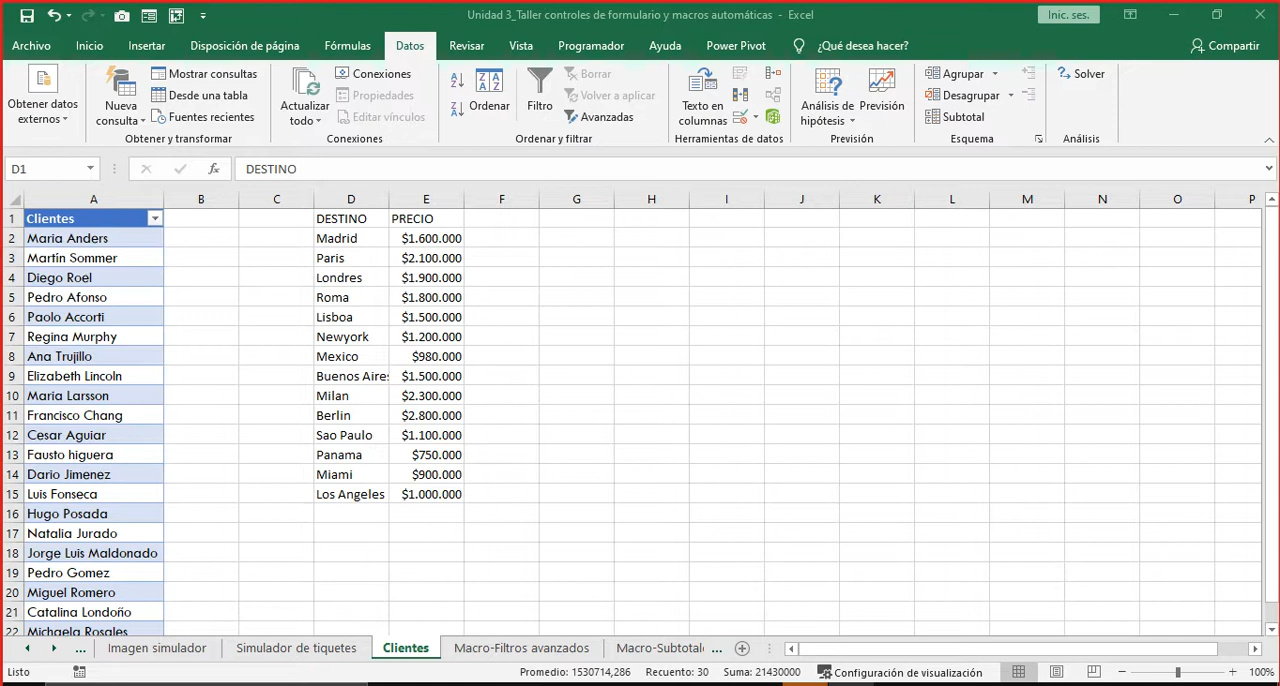 Unidad 3_Taller controles de formulario y macros automáticas - Excel
Inic. ses.
Archivo Inicio Insertar Disposición de página Fórmulas Datos Revisar Vista Programador Ayuda Power Pivot ¿Qué desea hacer? Compartir
Obtener datos externos
Nueva consulta
Mostrar consultas
Desde una tabla
Fuentes recientes
Obtener y transformar
Actualizar todo
Conexiones
Propiedades
Editar vínculos
Conexiones
Ordenar
Filtro
Borrar
Volver a aplicar
Avanzadas
Ordenar y filtrar
Texto en columnas
Herramientas de datos
Análisis de hipótesis
Previsión
Previsión
Agrupar
Desagrupar
Subtotal
Esquema
Solver
Análisis
D1 fx DESTINO
A B C D E F G H I J K L M N O P
1 Clientes DESTINO PRECIO
2 Maria Anders Madrid $1.600.000
3 Martín Sommer Paris $2.100.000
4 Diego Roel Londres $1.900.000
5 Pedro Afonso Roma $1.800.000
6 Paolo Accorti Lisboa $1.500.000
7 Regina Murphy Newyork $1.200.000
8 Ana Trujillo Mexico $980.000
9 Elizabeth Lincoln Buenos Aires $1.500.000
10 Maria Larsson Milan $2.300.000
11 Francisco Chang Berlin $2.800.000
12 Cesar Aguiar Sao Paulo $1.100.000
13 Fausto higuera Panama $750.000
14 Dario Jimenez Miami $900.000
15 Luis Fonseca Los Angeles $1.000.000
16 Hugo Posada
17 Natalia Jurado
18 Jorge Luis Maldonado
19 Pedro Gomez
20 Miguel Romero
21 Catalina Londoño
22 Michaela Rosales
... Imagen simulador Simulador de tiquetes Clientes Macro-Filtros avanzados Macro-Subtotale ...
Listo Promedio: 1530714,286 Recuento: 30 Suma: 21430000 Configuración de visualización 100%